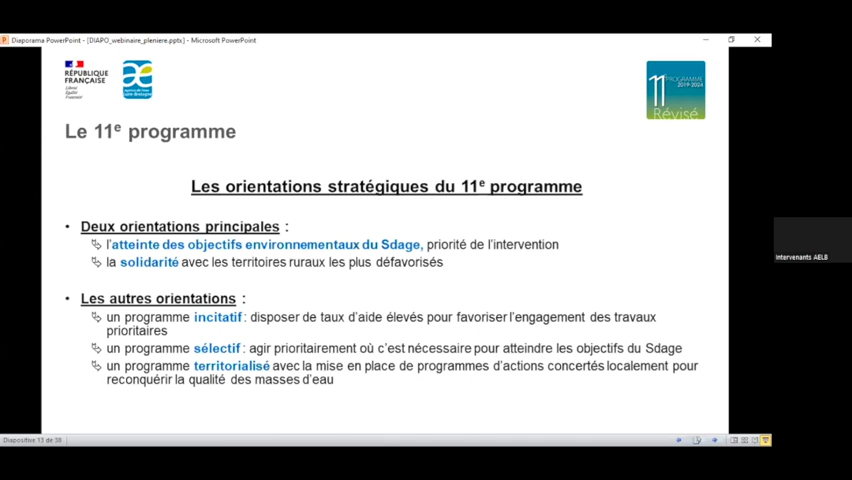 Diaporama PowerPoint - [DIAPO_webinaire_pleniere.pptx] - Microsoft PowerPoint
RÉPUBLIQUE
FRANÇAISE
Liberté
Égalité
Fraternité
11 PROGRAMME
2019-2024
Révisé
Le 11e programme
Les orientations stratégiques du 11e programme
• Deux orientations principales :
l'atteinte des objectifs environnementaux du Sdage, priorité de l'intervention
la solidarité avec les territoires ruraux les plus défavorisés
• Les autres orientations :
un programme incitatif : disposer de taux d'aide élevés pour favoriser l'engagement des travaux
prioritaires
un programme sélectif : agir prioritairement où c'est nécessaire pour atteindre les objectifs du Sdage
un programme territorialisé avec la mise en place de programmes d'actions concertés localement pour
reconquérir la qualité des masses d'eau
Intervenants AELB
Diapositive 13 de 38